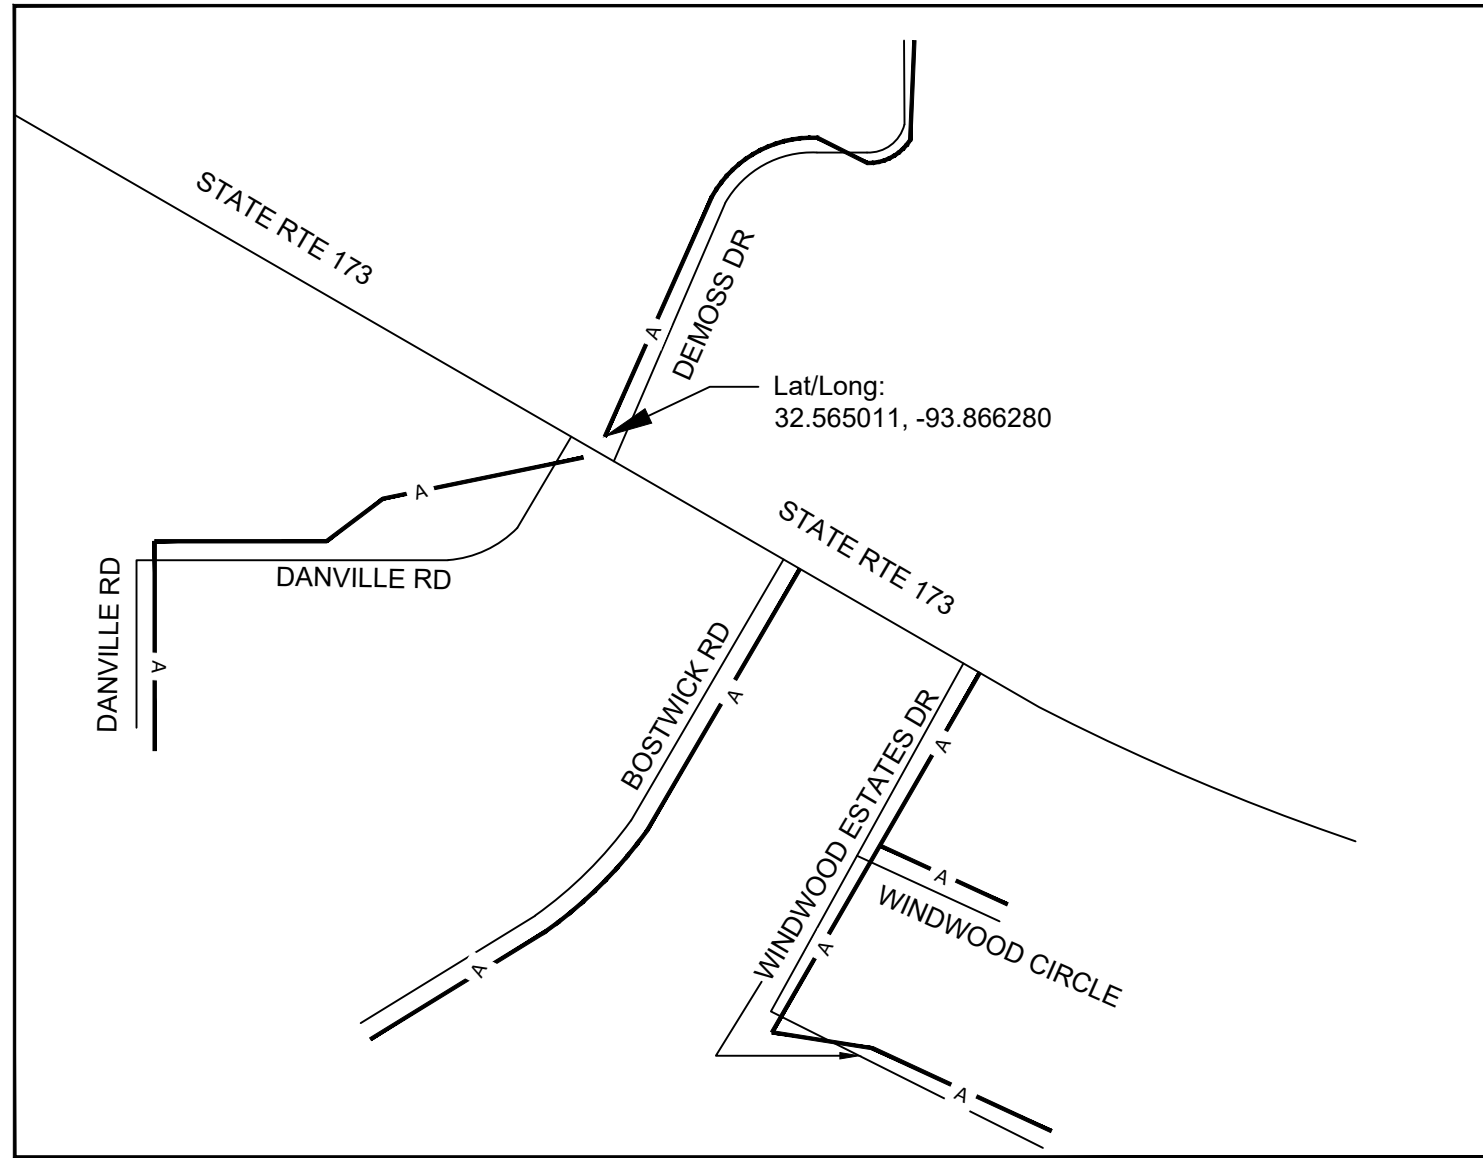 STATE RTE 173
DEMOSS DR
A
Lat/Long:
32.565011, -93.866280
A
STATE RTE 173
DANVILLE RD
DANVILLE RD
A
BOSTWICK RD
A
WINDWOOD ESTATES DR
A
A
WINDWOOD CIRCLE
A
A
A